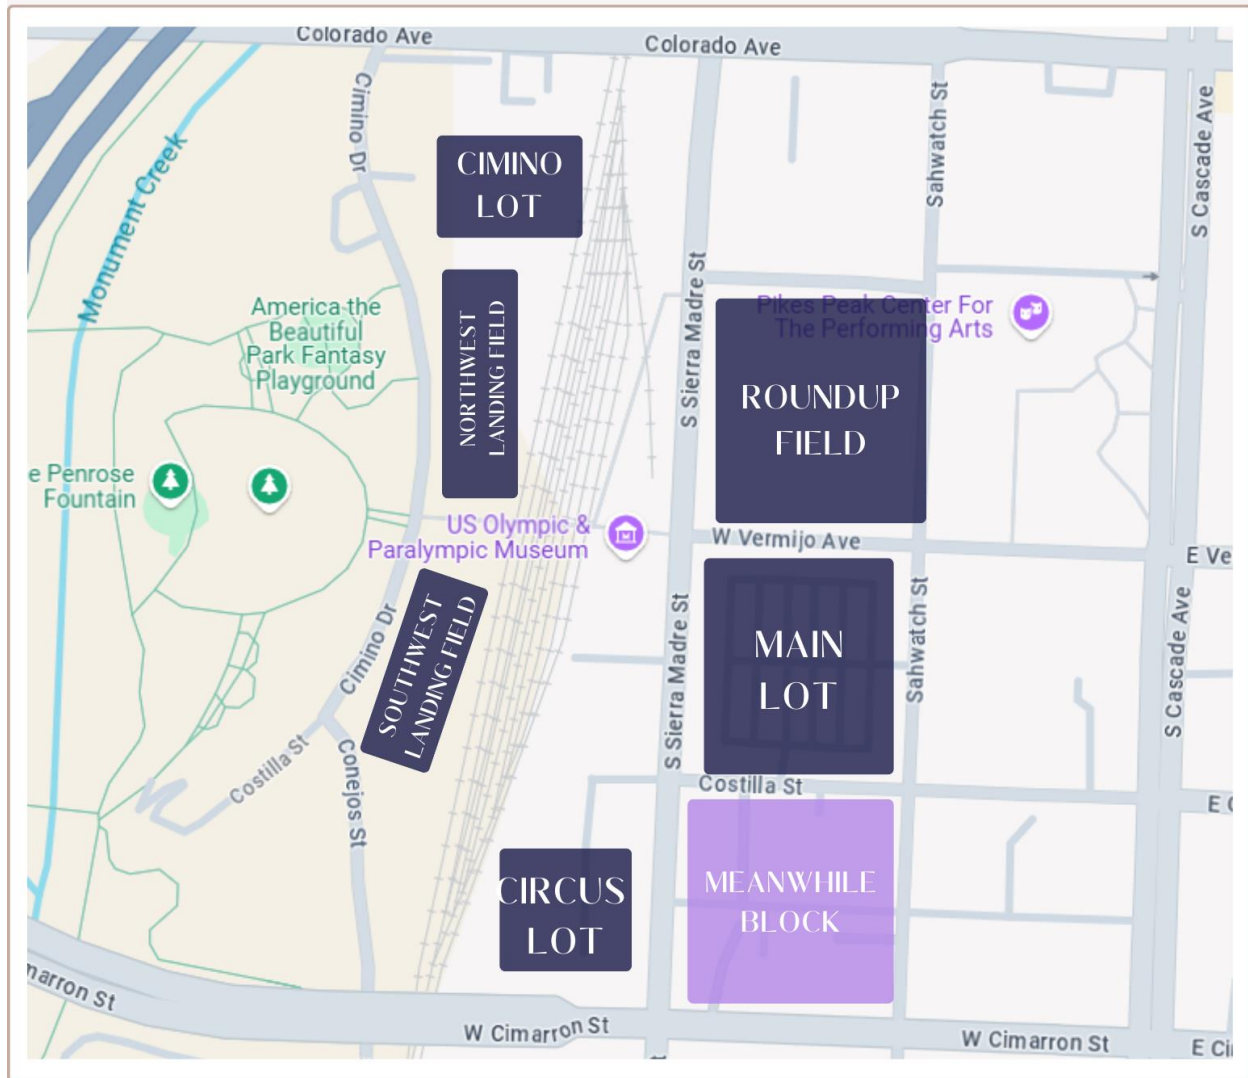 Colorado Ave
Colorado Ave
Cimino Dr
Sahwatch St
S Cascade Ave
Monument Creek
CIMINO
LOT
S Sierra Madre St
America the
Beautiful
Park Fantasy
Playground
NORTHWEST
LANDING FIELD
Pikes Peak Center For
The Performing Arts
ROUNDUP
FIELD
e Penrose
Fountain
US Olympic &
Paralympic Museum
W Vermijo Ave
E Ve
SOUTHWEST
LANDING FIELD
Cimino Dr
S Sierra Madre St
MAIN
LOT
Sahwatch St
S Cascade Ave
Costilla St
Conejos St
Costilla St
E C
CIRCUS
LOT
MEANWHILE
BLOCK
marron St
W Cimarron St
W Cimarron St
E Ci